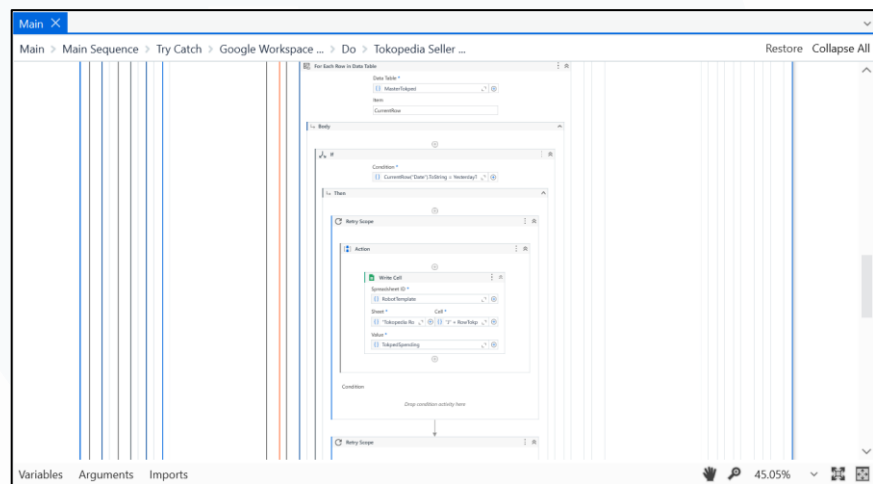 Main
Main > Main Sequence > Try Catch > Google Workspace ... > Do > Tokopedia Seller ...
Restore Collapse All
For Each Row in Data Table
Data Table *
MasterTokped
Item
CurrentRow
Body
If
Condition *
CurrentRow("Date").ToString = Yesterday
Then
Retry Scope
Action
Write Cell
Spreadsheet ID *
RobotTemplate
Sheet * Cell *
"Tokopedia Ro + RowTokp
Value *
TokpedSpending
Condition
Drop condition activity here
Retry Scope
Variables Arguments Imports
45.05%